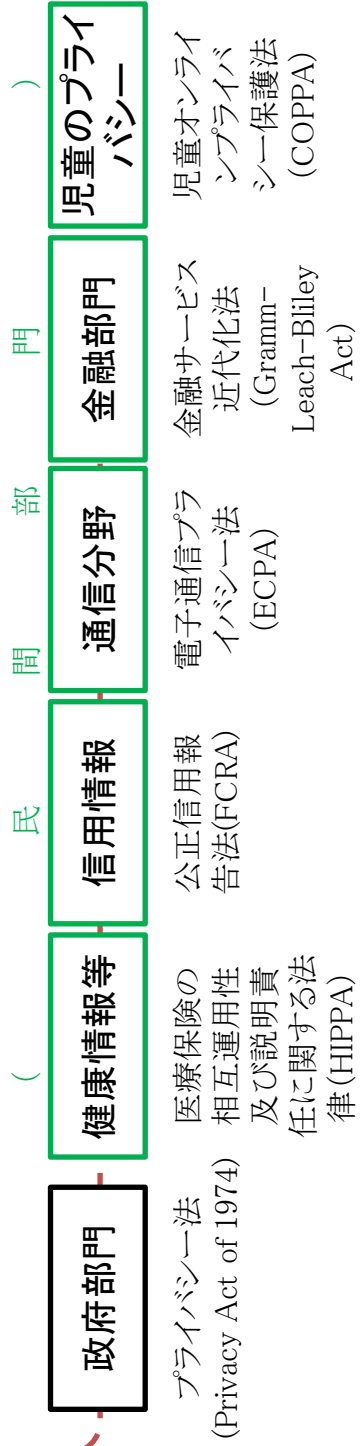 (民間部門)
政府部門
プライバシー法
(Privacy Act of 1974)
健康情報等
医療保険の
相互運用性
及び説明責
任に関する法
律(HIPPA)
信用情報
公正信用報
告法(FCRA)
通信分野
電子通信プラ
イバシー法
(ECPA)
金融部門
金融サービス
近代化法
(Gramm-
Leach-Bliley
Act)
児童のプライ
バシー
児童オンライ
ンプライバ
シー保護法
(COPPA)